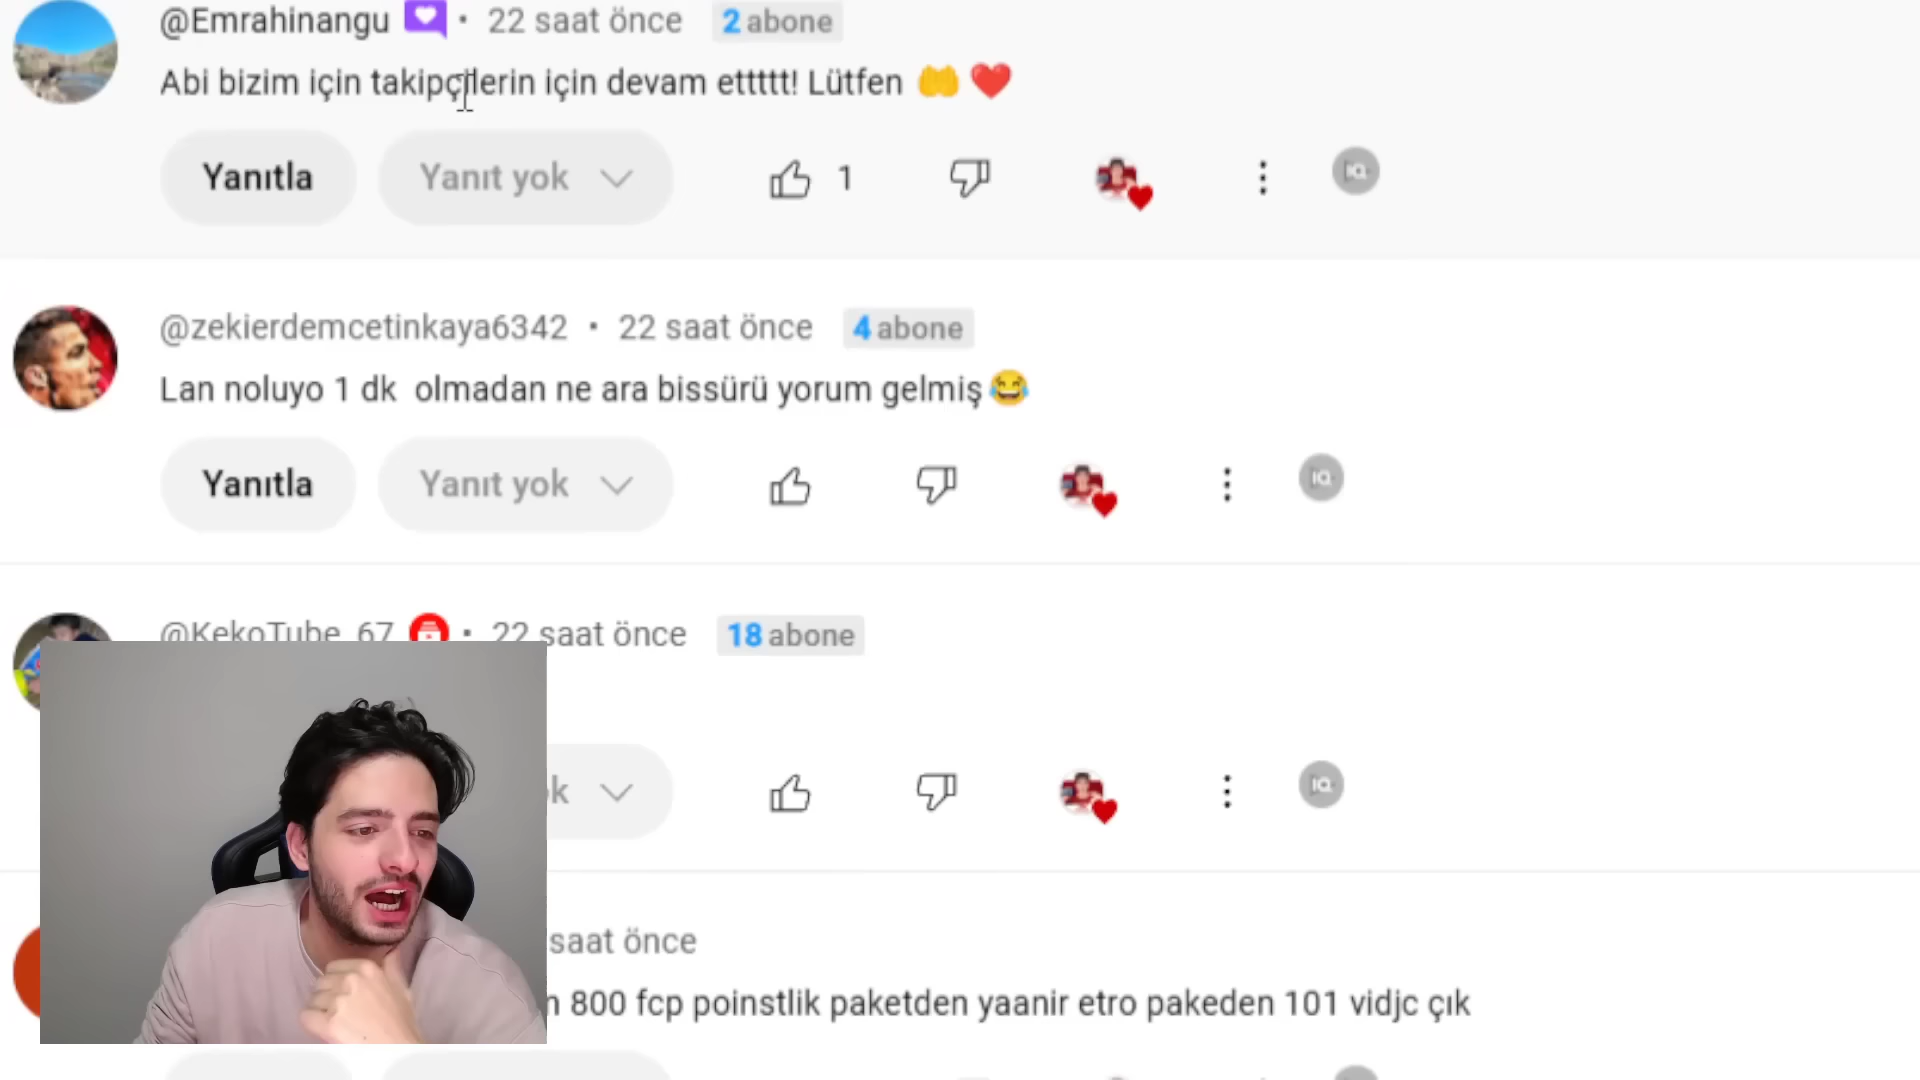 @Emrahinangu • 22 saat önce 2 abone
Abi bizim için takipçilerin için devam ettttt! Lütfen 🤲 ❤️
Yanıtla Yanıt yok 1
@zekierdemcetinkaya6342 • 22 saat önce 4 abone
Lan noluyo 1 dk olmadan ne ara bissürü yorum gelmiş😂
Yanıtla Yanıt yok
@KekoTube_67 • 22 saat önce 18 abone
k
saat önce
800 fcp poinstlik paketden yaanir etro pakeden 101 vidjc çık